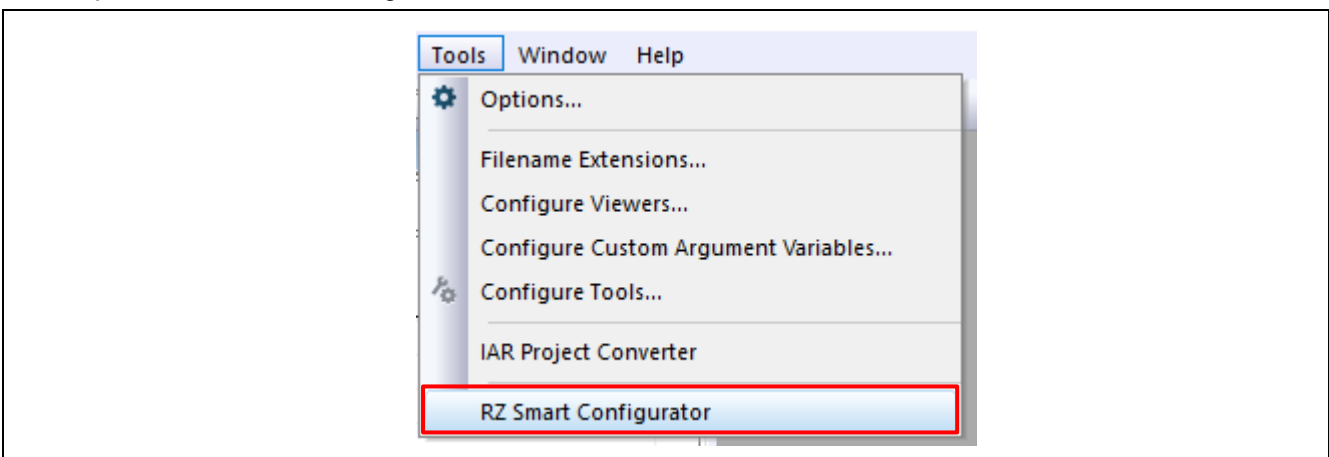 Tools Window Help
Options...
Filename Extensions...
Configure Viewers...
Configure Custom Argument Variables...
Configure Tools...
IAR Project Converter
RZ Smart Configurator